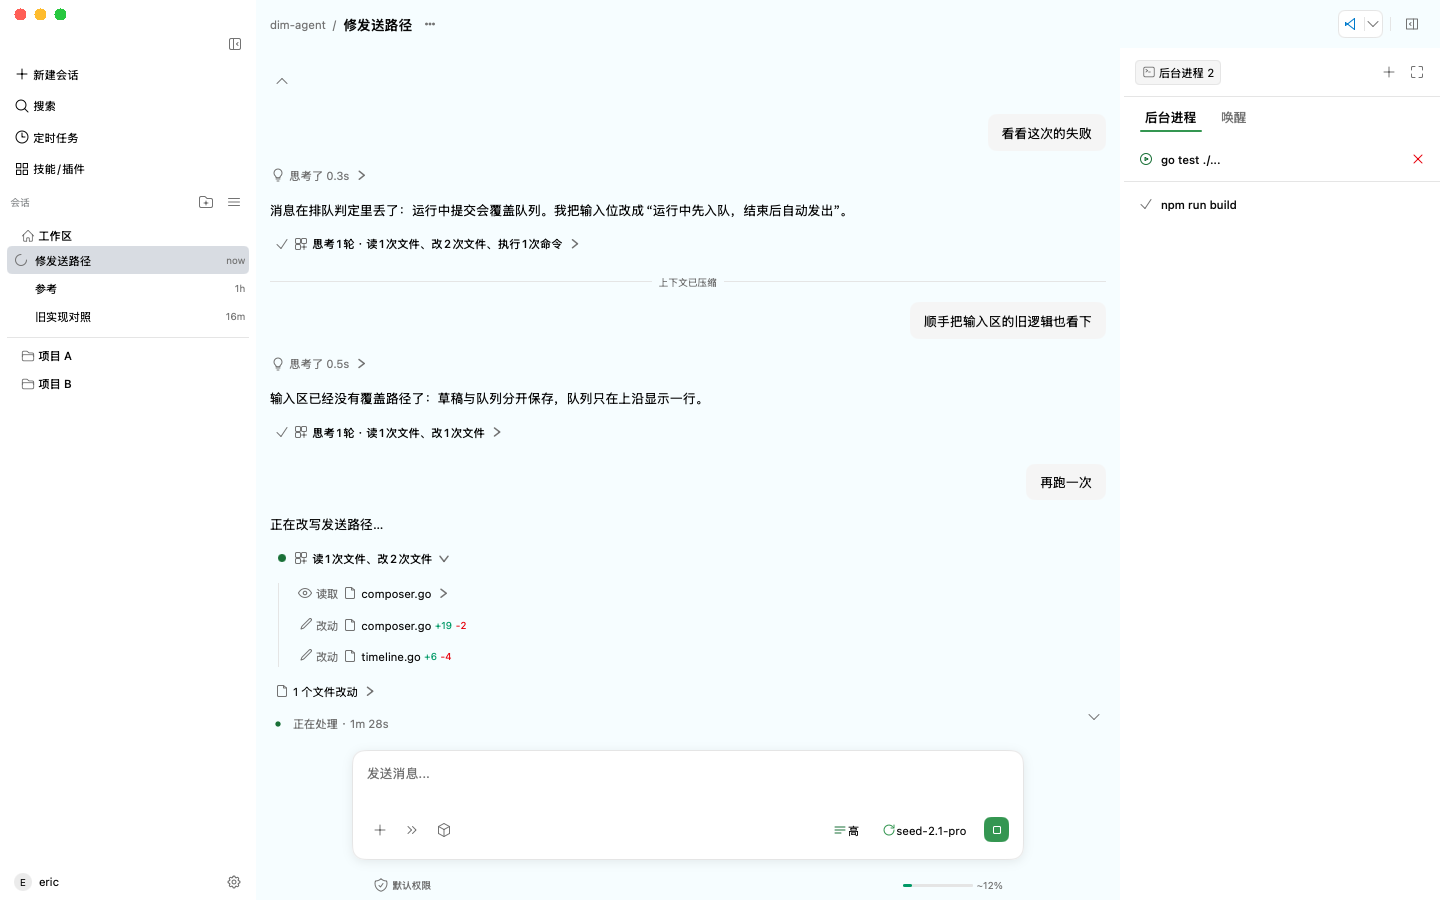 新建会话
搜索
定时任务
技能/插件
会话
工作区
修发送路径 now
参考 1h
旧实现对照 16m
项目 A
项目 B
E eric
dim-agent / 修发送路径 ···
看看这次的失败
思考了 0.3s
消息在排队判定里丢了：运行中提交会覆盖队列。我把输入位改成“运行中先入队，结束后自动发出”。
思考1轮 · 读1次文件、改2次文件、执行1次命令
上下文已压缩
顺手把输入区的旧逻辑也看下
思考了 0.5s
输入区已经没有覆盖路径了：草稿与队列分开保存，队列只在上沿显示一行。
思考1轮 · 读1次文件、改1次文件
再跑一次
正在改写发送路径...
读1次文件、改2次文件
读取 composer.go
改动 composer.go +19 -2
改动 timeline.go +6 -4
1 个文件改动
正在处理 · 1m 28s
发送消息...
高 seed-2.1-pro
默认权限 ~12%
后台进程 2
后台进程 唤醒
go test ./...
npm run build